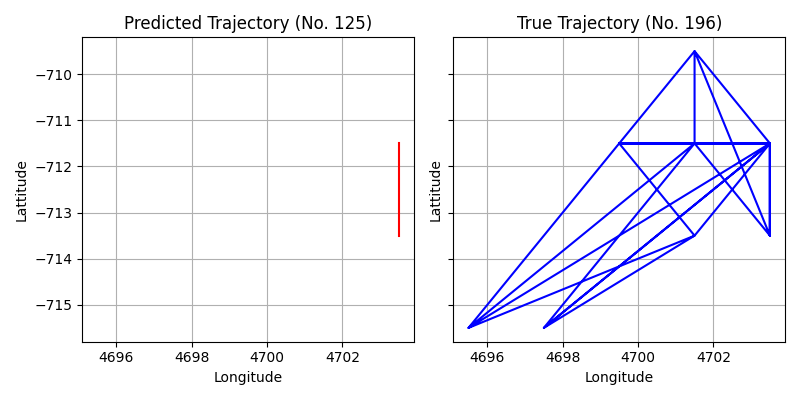 Predicted Trajectory (No. 125)
−710
−711
−712
−713
−714
−715
Lattitude
4696 4698 4700 4702
Longitude
True Trajectory (No. 196)
Lattitude
4696 4698 4700 4702
Longitude